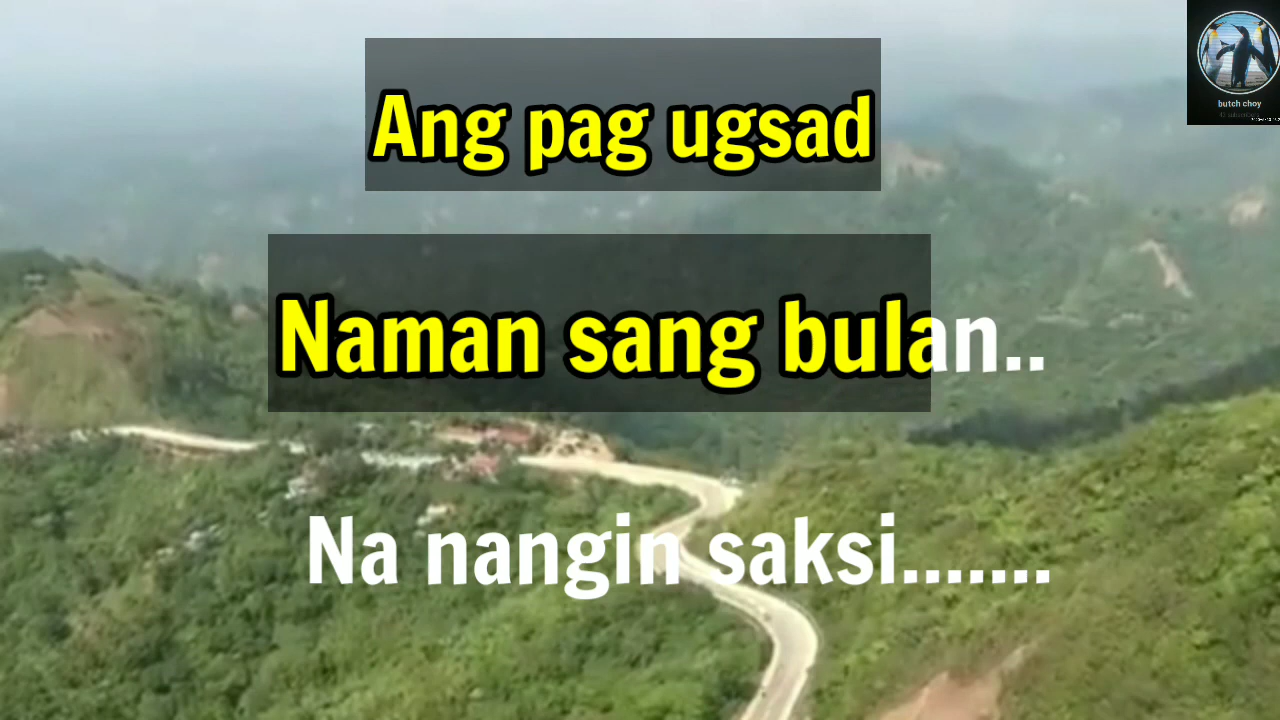 Ang pag ugsad
Naman sang bulan..
Na nangin saksi.......
butch choy